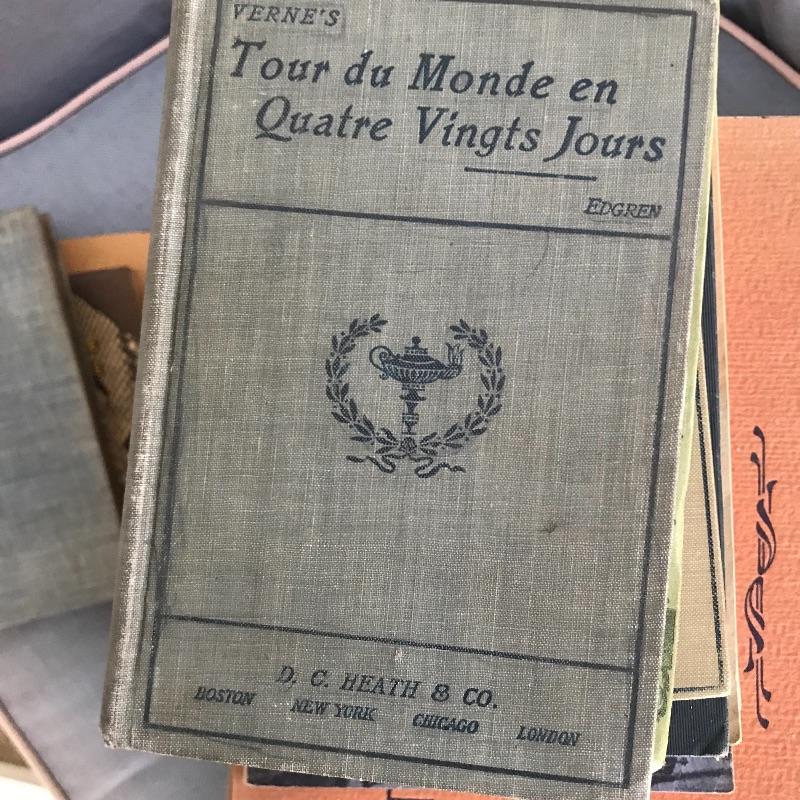 VERNE'S
Tour du Monde en
Quatre Vingts Jours
EDGREN
D. C. HEATH & CO.
BOSTON NEW YORK CHICAGO LONDON